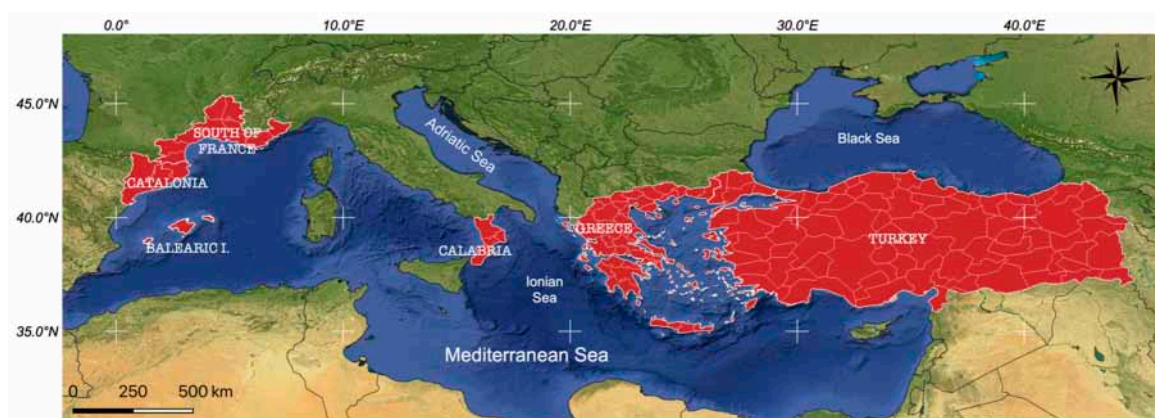 0.0° 10.0°E 20.0°E 30.0°E 40.0°E
45.0°N
40.0°N
35.0°N
SOUTH OF
FRANCE
CATALONIA
BALEARIC I.
Adriatic Sea
CALABRIA
Ionian
Sea
GREECE
Black Sea
TURKEY
Mediterranean Sea
0 250 500 km